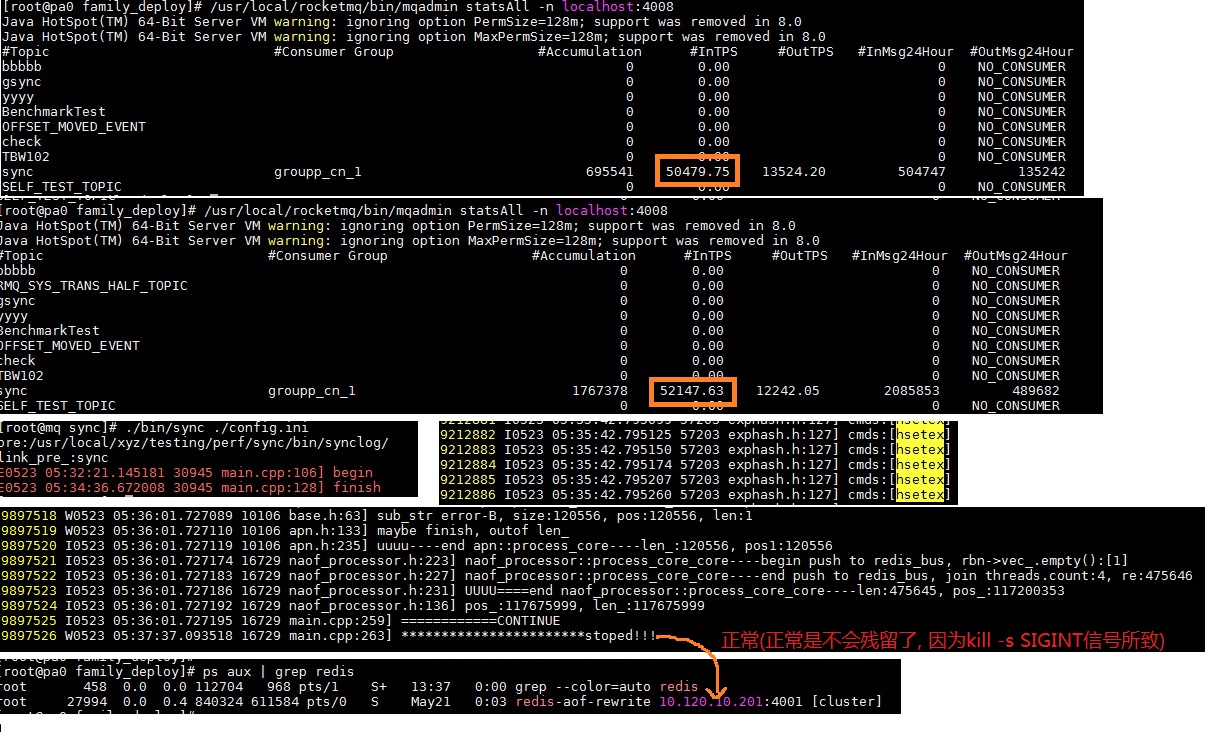 [root@pa0 family_deploy]# /usr/local/rocketmq/bin/mqadmin statsAll -n localhost:4008
Java HotSpot(TM) 64-Bit Server VM warning: ignoring option PermSize=128m; support was removed in 8.0
Java HotSpot(TM) 64-Bit Server VM warning: ignoring option MaxPermSize=128m; support was removed in 8.0
#Topic #Consumer Group #Accumulation #InTPS #OutTPS #InMsg24Hour #OutMsg24Hour
bbbbb 0 0.00 0 NO_CONSUMER
gsync 0 0.00 0 NO_CONSUMER
yyyy 0 0.00 0 NO_CONSUMER
BenchmarkTest 0 0.00 0 NO_CONSUMER
OFFSET_MOVED_EVENT 0 0.00 0 NO_CONSUMER
check 0 0.00 0 NO_CONSUMER
TBW102 0 0.00 0 NO_CONSUMER
sync groupp_cn_1 695541 50479.75 13524.20 504747 135242
SELF_TEST_TOPIC 0 0.00 0 NO_CONSUMER
[root@pa0 family_deploy]# /usr/local/rocketmq/bin/mqadmin statsAll -n localhost:4008
Java HotSpot(TM) 64-Bit Server VM warning: ignoring option PermSize=128m; support was removed in 8.0
Java HotSpot(TM) 64-Bit Server VM warning: ignoring option MaxPermSize=128m; support was removed in 8.0
#Topic #Consumer Group #Accumulation #InTPS #OutTPS #InMsg24Hour #OutMsg24Hour
bbbbb 0 0.00 0 NO_CONSUMER
RMQ_SYS_TRANS_HALF_TOPIC 0 0.00 0 NO_CONSUMER
gsync 0 0.00 0 NO_CONSUMER
yyyy 0 0.00 0 NO_CONSUMER
BenchmarkTest 0 0.00 0 NO_CONSUMER
OFFSET_MOVED_EVENT 0 0.00 0 NO_CONSUMER
check 0 0.00 0 NO_CONSUMER
TBW102 0 0.00 0 NO_CONSUMER
sync groupp_cn_1 1767378 52147.63 12242.05 2085853 489682
SELF_TEST_TOPIC 0 0.00 0 NO_CONSUMER
[root@mq sync]# ./bin/sync ./config.ini
pre:/usr/local/xyz/testing/perf/sync/bin/synclog/
link_pre_:sync
E0523 05:32:21.145181 30945 main.cpp:106] begin
E0523 05:34:36.672008 30945 main.cpp:128] finish
9212881 I0523 05:35:42.795099 57203 exphash.h:127] cmds:[hsetex]
9212882 I0523 05:35:42.795125 57203 exphash.h:127] cmds:[hsetex]
9212883 I0523 05:35:42.795150 57203 exphash.h:127] cmds:[hsetex]
9212884 I0523 05:35:42.795174 57203 exphash.h:127] cmds:[hsetex]
9212885 I0523 05:35:42.795207 57203 exphash.h:127] cmds:[hsetex]
9212886 I0523 05:35:42.795260 57203 exphash.h:127] cmds:[hsetex]
9897518 W0523 05:36:01.727089 10106 base.h:63] sub_str error-B, size:120556, pos:120556, len:1
9897519 W0523 05:36:01.727110 10106 apn.h:133] maybe finish, outof len_
9897520 I0523 05:36:01.727119 10106 apn.h:235] uuuu----end apn::process_core----len_:120556, pos1:120556
9897521 I0523 05:36:01.727174 16729 naof_processor.h:223] naof_processor::process_core_core----begin push to redis_bus, rbn->vec_.empty():[1]
9897522 I0523 05:36:01.727183 16729 naof_processor.h:227] naof_processor::process_core_core----end push to redis_bus, join threads.count:4, re:475646
9897523 I0523 05:36:01.727186 16729 naof_processor.h:231] UUUU====end naof_processor::process_core_core----len:475645, pos_:117200353
9897524 I0523 05:36:01.727192 16729 naof_processor.h:136] pos_:117675999, len_:117675999
9897525 I0523 05:36:01.727195 16729 main.cpp:259] ============CONTINUE
9897526 W0523 05:37:37.093518 16729 main.cpp:263] ***********************stoped!!!
正常(正常是不会残留了, 因为kill -s SIGINT信号所致)
[root@pa0 family_deploy]# ps aux | grep redis
root 458 0.0 0.0 112704 968 pts/1 S+ 13:37 0:00 grep --color=auto redis
root 27994 0.0 0.4 840324 611584 pts/0 S May21 0:03 redis-aof-rewrite 10.120.10.201:4001 [cluster]